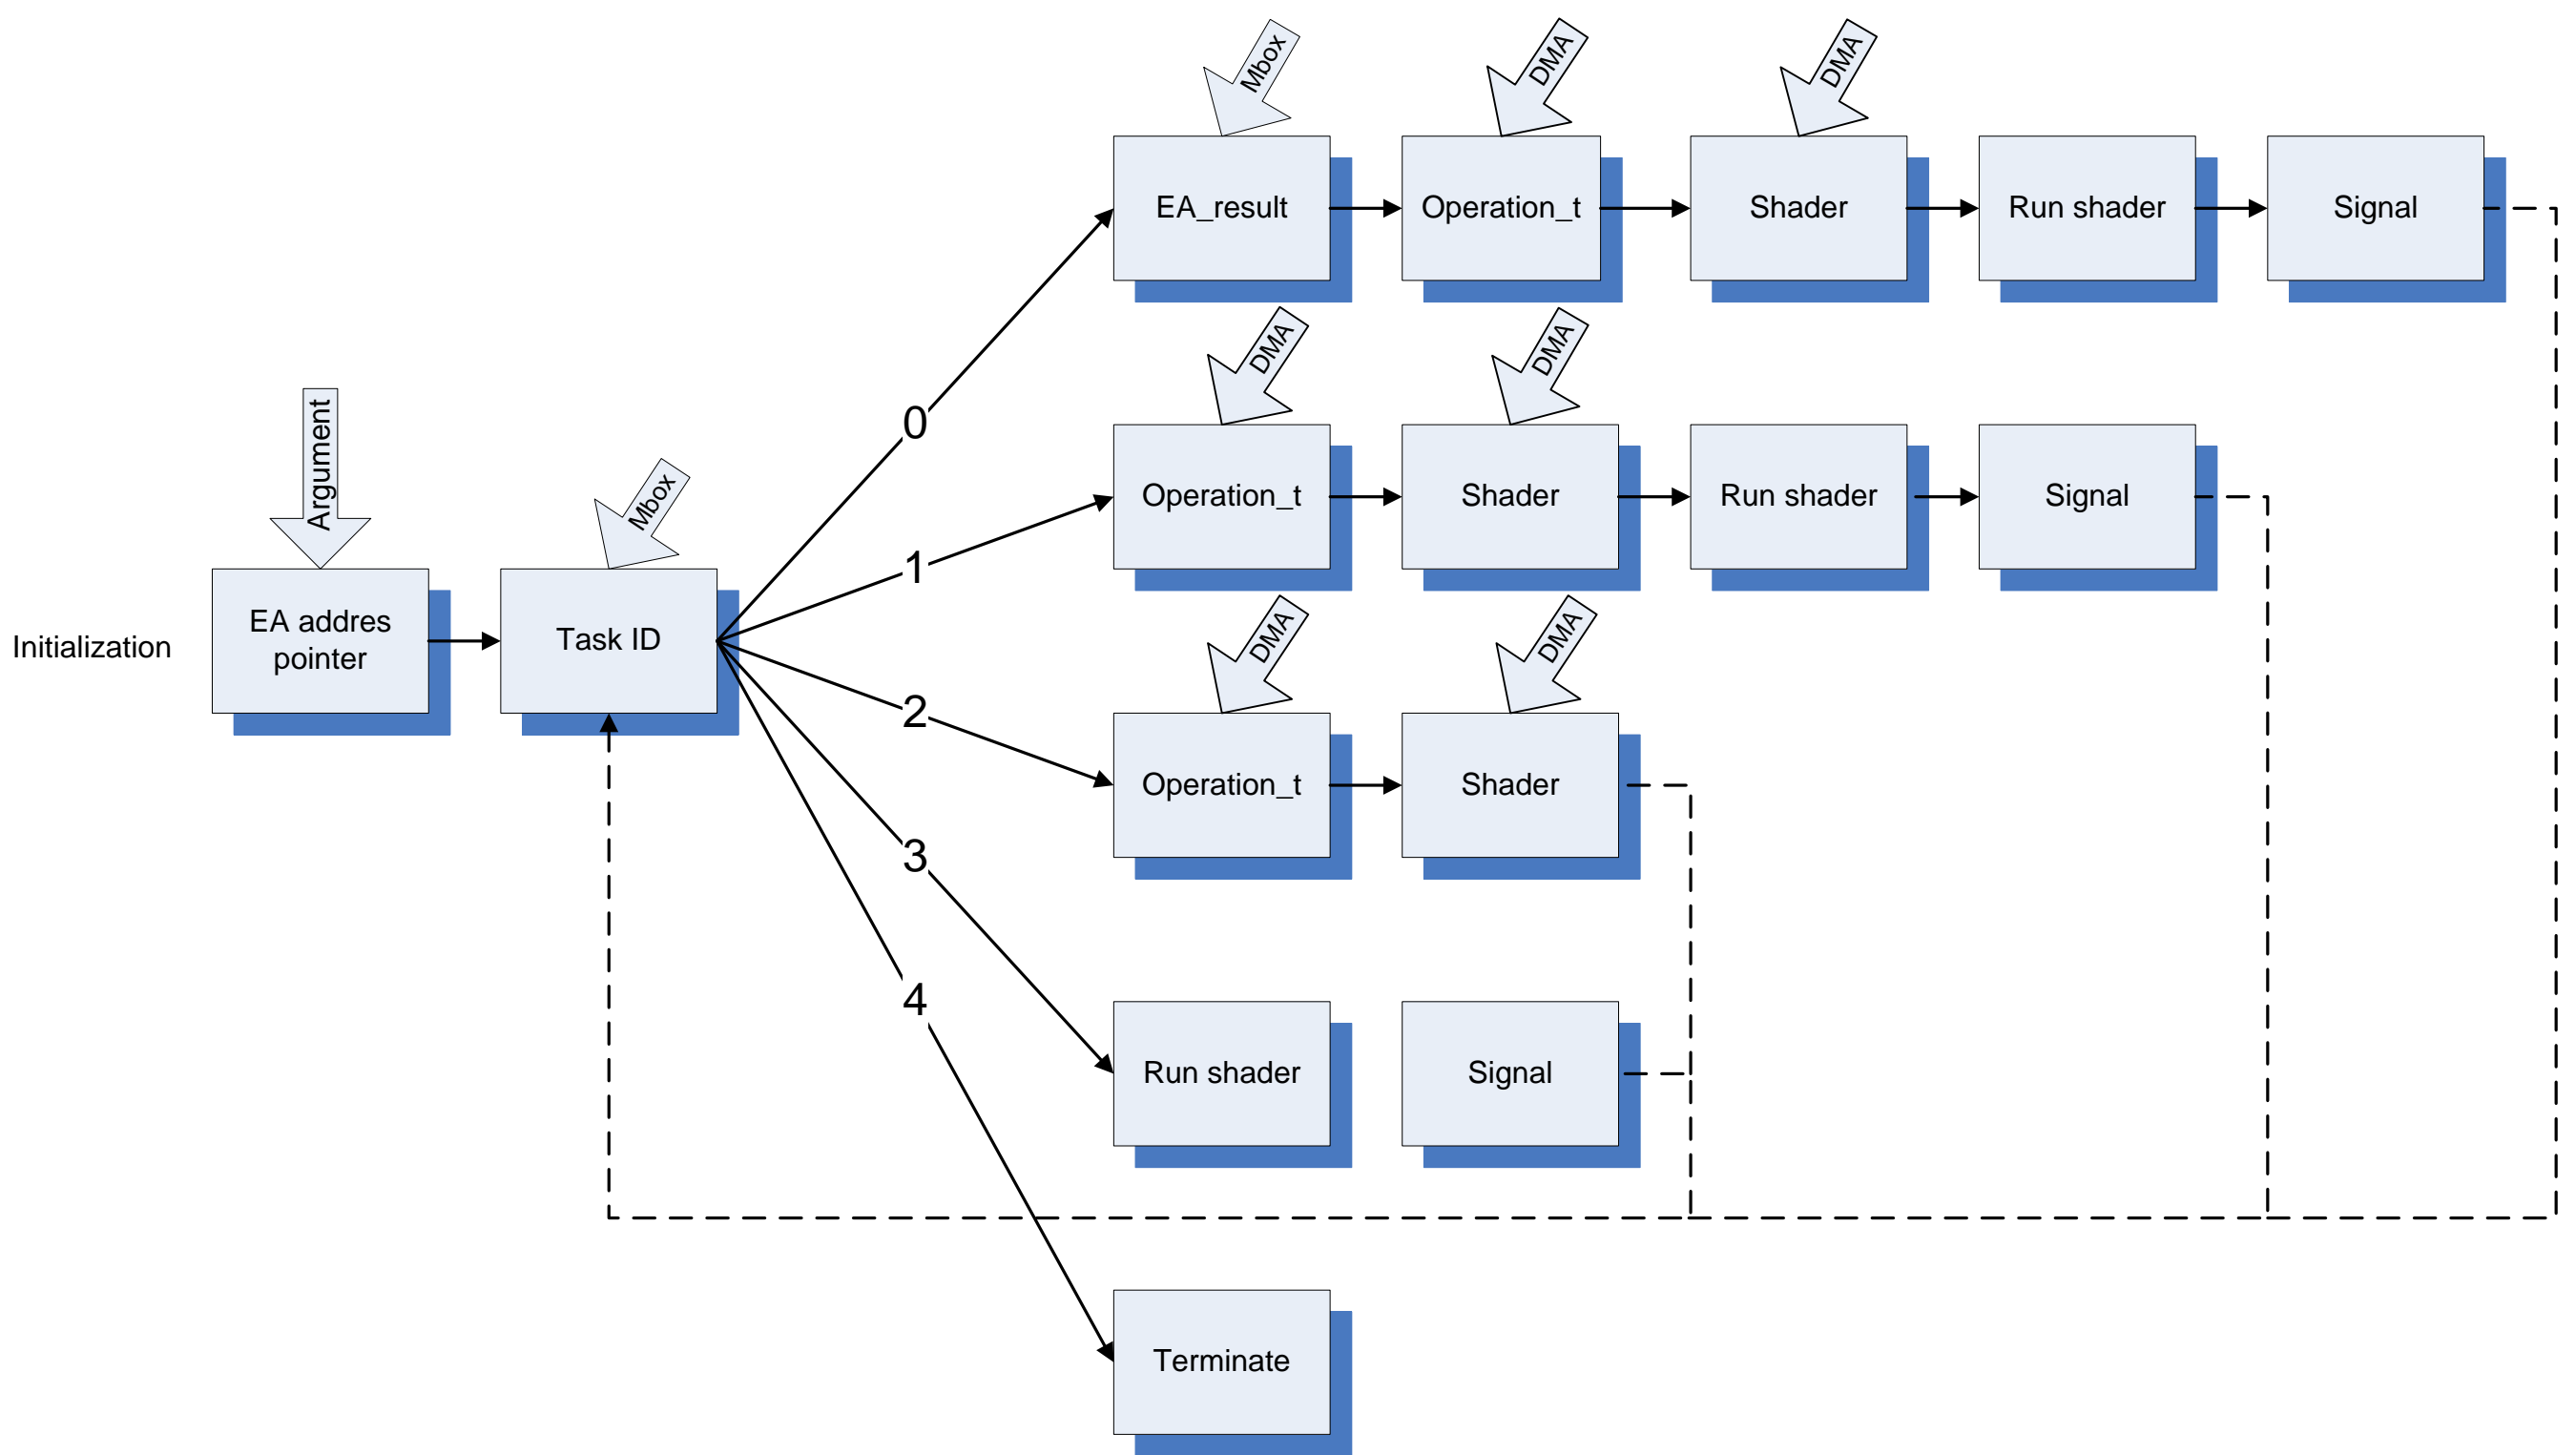 Mbox
DMA
DMA
EA_result
Operation_t
Shader
Run shader
Signal
0
DMA
DMA
Argument
Mbox
Operation_t
Shader
Run shader
Signal
1
Initialization
EA addres
pointer
Task ID
DMA
DMA
2
Operation_t
Shader
3
4
Run shader
Signal
Terminate